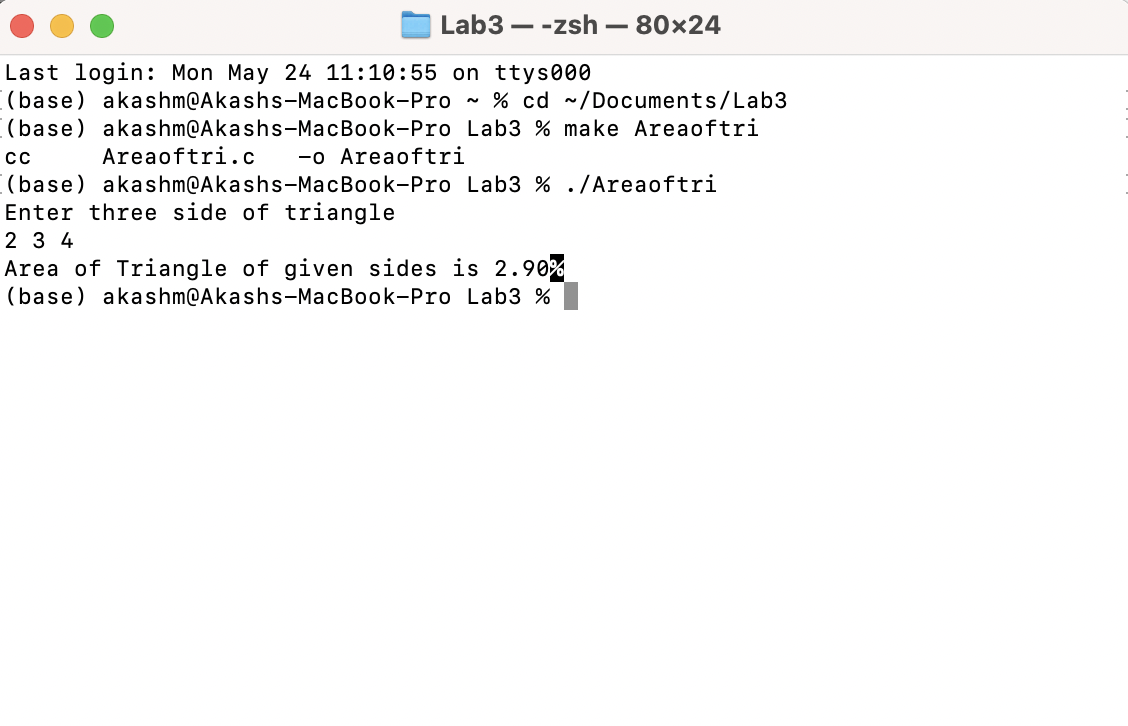 Lab3 — -zsh — 80×24
Last login: Mon May 24 11:10:55 on ttys000
(base) akashm@Akashs-MacBook-Pro ~ % cd ~/Documents/Lab3
(base) akashm@Akashs-MacBook-Pro Lab3 % make Areaoftri
cc     Areaoftri.c   -o Areaoftri
(base) akashm@Akashs-MacBook-Pro Lab3 % ./Areaoftri
Enter three side of triangle
2 3 4
Area of Triangle of given sides is 2.90%
(base) akashm@Akashs-MacBook-Pro Lab3 %